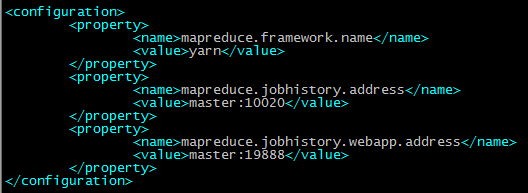 <configuration>
<property>
<name>mapreduce.framework.name</name>
<value>yarn</value>
</property>
<property>
<name>mapreduce.jobhistory.address</name>
<value>master:10020</value>
</property>
<property>
<name>mapreduce.jobhistory.webapp.address</name>
<value>master:19888</value>
</property>
</configuration>